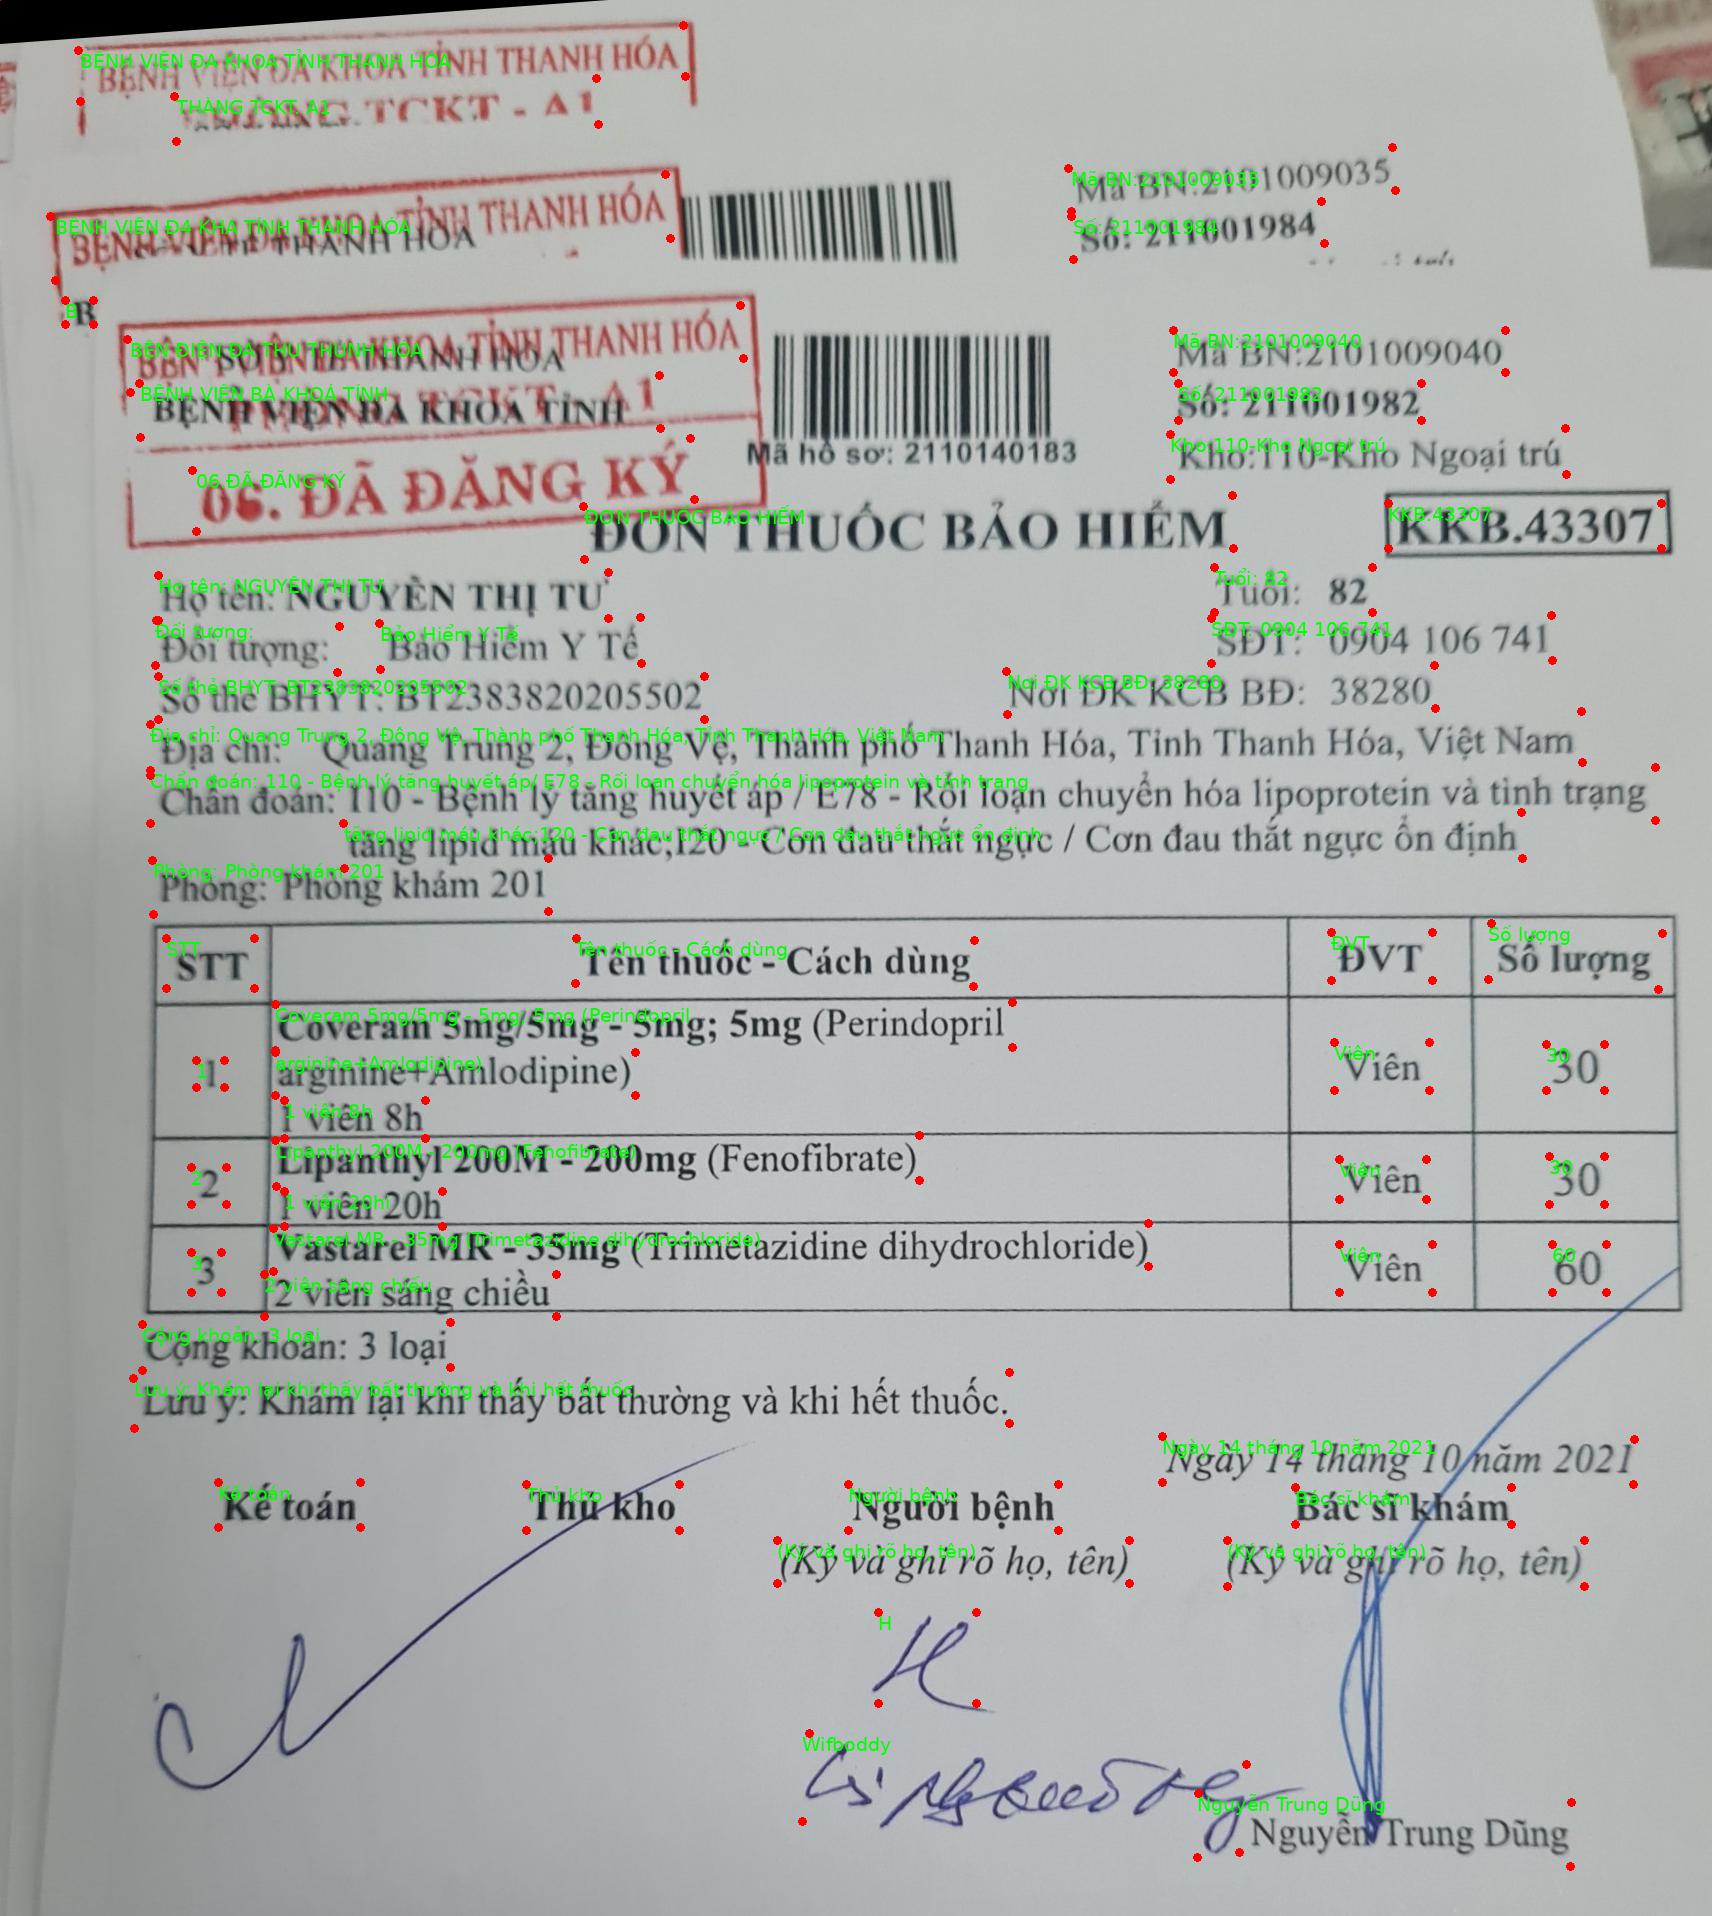 BỆNH VIỆN ĐA KHOA TỈNH THANH HÓA
TCKT - A1
BỆNH VIỆN ĐA KHOA TỈNH THANH HÓA
THANH HÓA
Mã BN:2101009035
Số: 211001984
B
BỆNH VIỆN ĐA KHOA TỈNH THANH HÓA
SỞ Y TẾ THANH HÓA
TCKT - A1
BỆNH VIỆN ĐA KHOA TỈNH
06. ĐÃ ĐĂNG KÝ
Mã hồ sơ: 2110140183
Mã BN:2101009040
Số: 211001982
Kho:110-Kho Ngoại trú
ĐƠN THUỐC BẢO HIỂM
KKB.43307
Họ tên: NGUYỄN THỊ TƯ
Tuổi: 82
Đối tượng: Bảo Hiểm Y Tế
SĐT: 0904 106 741
Số thẻ BHYT: BT2383820205502
Nơi ĐK KCB BĐ: 38280
Địa chỉ: Quang Trung 2, Đông Vệ, Thành phố Thanh Hóa, Tỉnh Thanh Hóa, Việt Nam
Chẩn đoán: I10 - Bệnh lý tăng huyết áp / E78 - Rối loạn chuyển hóa lipoprotein và tình trạng
tăng lipid máu khác;I20 - Cơn đau thắt ngực / Cơn đau thắt ngực ổn định
Phòng: Phòng khám 201
STT Tên thuốc - Cách dùng ĐVT Số lượng
1 Coveram 5mg/5mg - 5mg; 5mg (Perindopril
arginine+Amlodipine) Viên 30
1 viên 8h
2 Lipanthyl 200M - 200mg (Fenofibrate) Viên 30
1 viên 20h
3 Vastarel MR - 35mg (Trimetazidine dihydrochloride) Viên 60
2 viên sáng chiều
Cộng khoản: 3 loại
Lưu ý: Khám lại khi thấy bất thường và khi hết thuốc.
Ngày 14 tháng 10 năm 2021
Kế toán Thủ kho Người bệnh Bác sĩ khám
(Ký và ghi rõ họ, tên) (Ký và ghi rõ họ, tên)
Nguyễn Trung Dũng